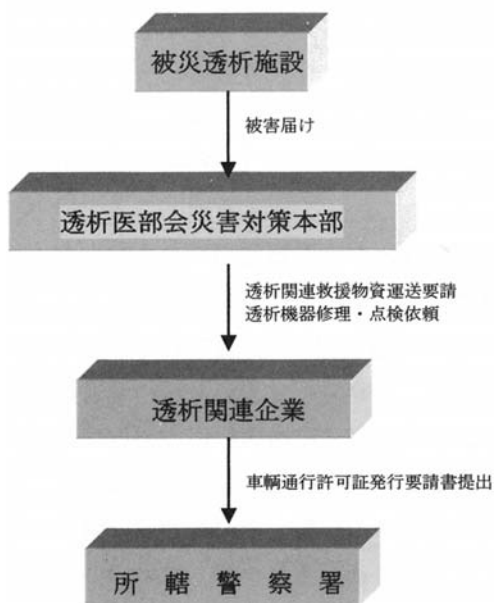 被災透析施設
被害届け
透析医部会災害対策本部
透析関連救援物資運送要請
透析機器修理・点検依頼
透析関連企業
車輌通行許可証発行要請書提出
所轄警察署